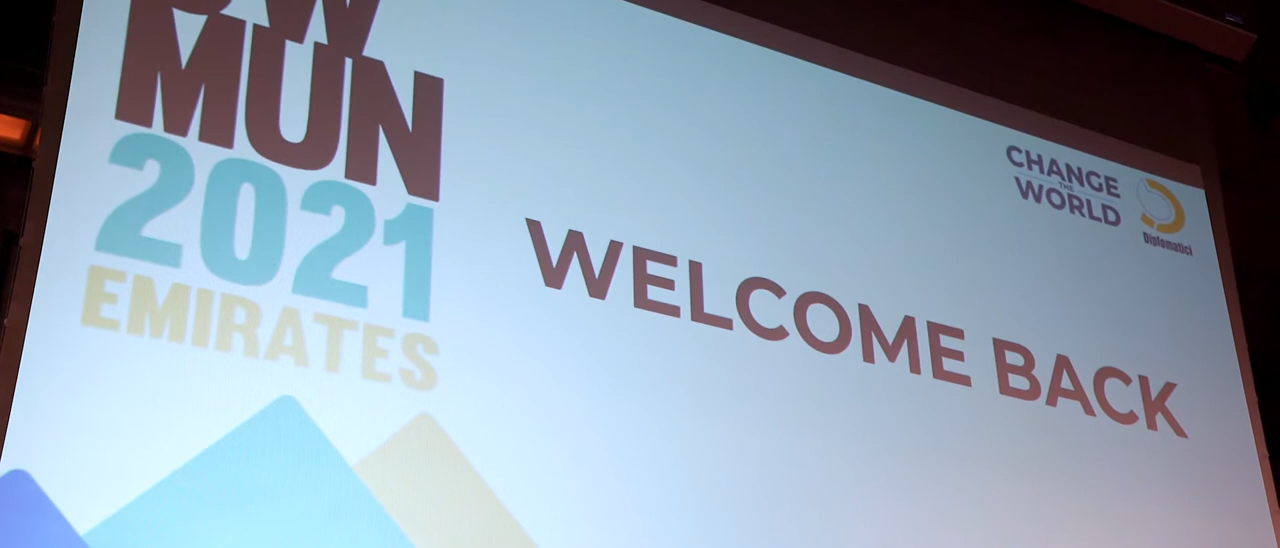 MUN
2021
EMIRATES
WELCOME BACK
CHANGE
THE
WORLD
Diplomatici